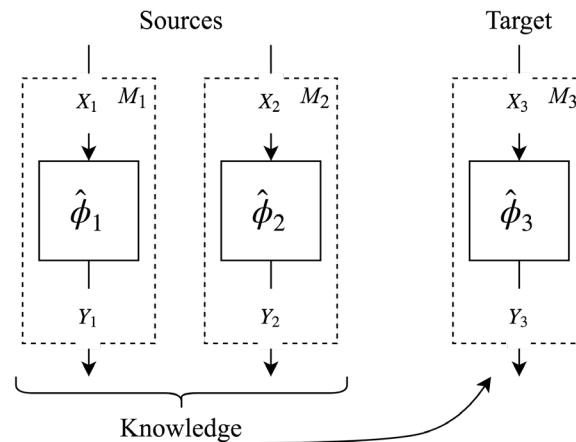 Sources Target
X₁ M₁ X₂ M₂ X₃ M₃
ϕ̂₁ ϕ̂₂ ϕ̂₃
Y₁ Y₂ Y₃
Knowledge